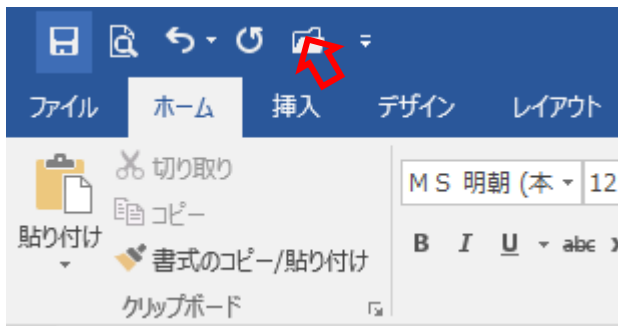 ファイル ホーム 挿入 デザイン レイアウト
切り取り
コピー
貼り付け
書式のコピー/貼り付け
クリップボード
MS 明朝 (本 12
B I U abc